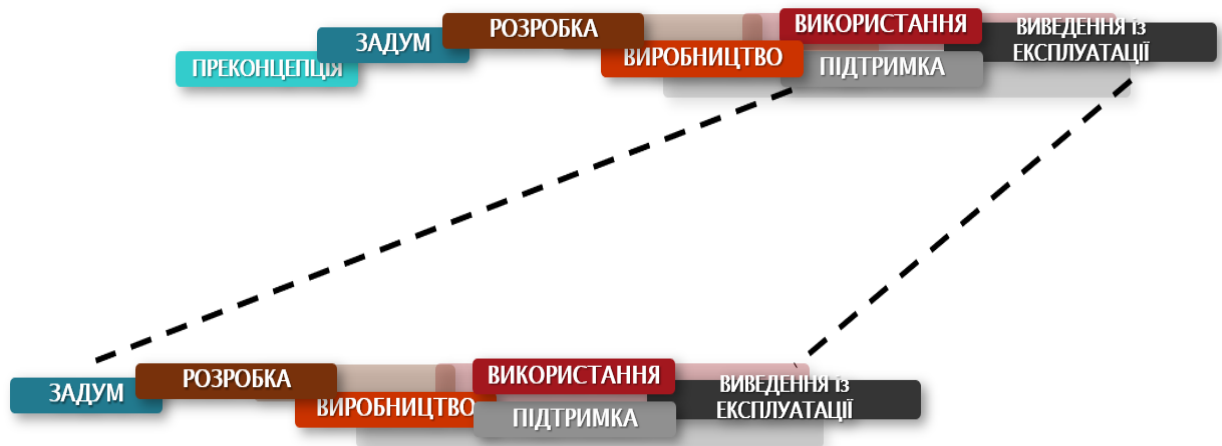 ПРЕКОНЦЕПЦІЯ
ЗАДУМ
РОЗРОБКА
ВИРОБНИЦТВО
ВИКОРИСТАННЯ
ПІДТРИМКА
ВИВЕДЕННЯ із
ЕКСПЛУАТАЦІЇ
ЗАДУМ
РОЗРОБКА
ВИРОБНИЦТВО
ВИКОРИСТАННЯ
ПІДТРИМКА
ВИВЕДЕННЯ із
ЕКСПЛУАТАЦІЇ